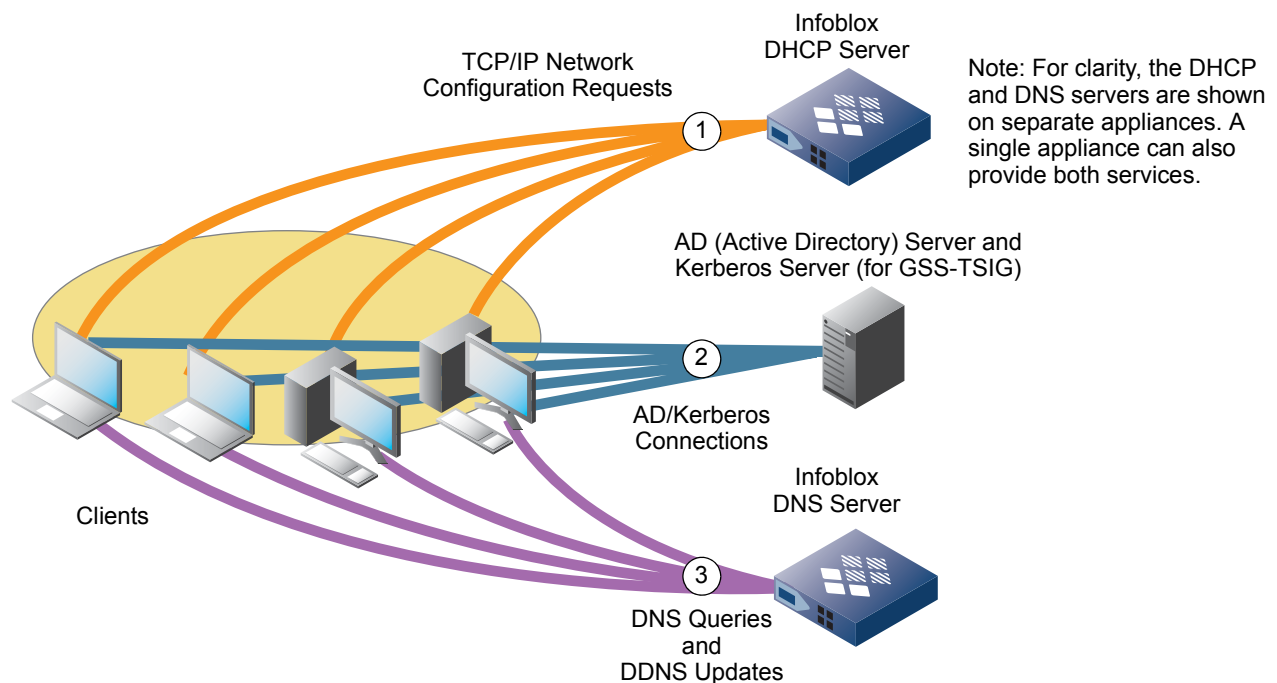 Infoblox
DHCP Server
TCP/IP Network
Configuration Requests
1
Note: For clarity, the DHCP
and DNS servers are shown
on separate appliances. A
single appliance can also
provide both services.
AD (Active Directory) Server and
Kerberos Server (for GSS-TSIG)
2
AD/Kerberos
Connections
Clients
Infoblox
DNS Server
3
DNS Queries
and
DDNS Updates